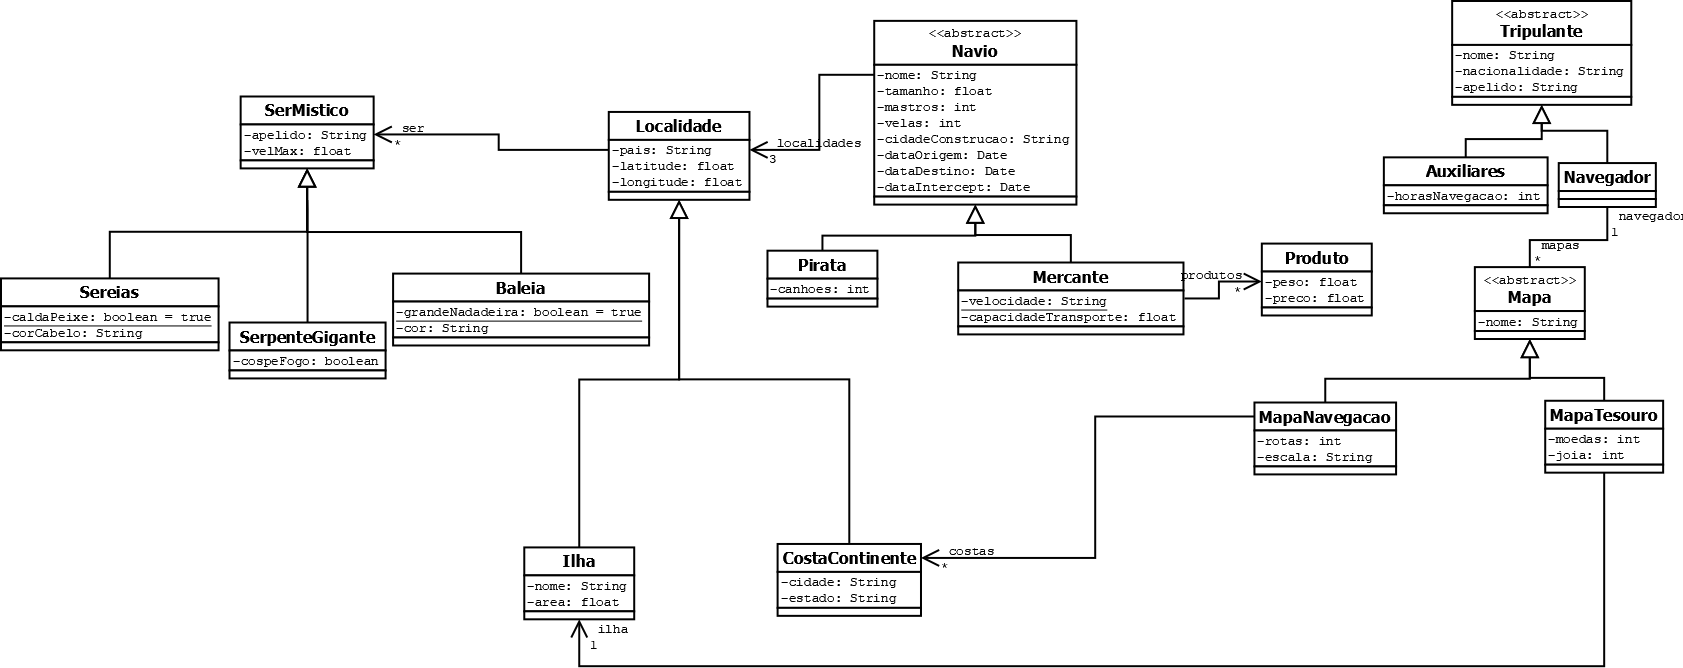 <<abstract>>
Tripulante
-nome: String
-nacionalidade: String
-apelido: String
<<abstract>>
Navio
-nome: String
-tamanho: float
-mastros: int
-velas: int
-cidadeConstrucao: String
-dataOrigem: Date
-dataDestino: Date
-dataIntercept: Date
SerMistico
-apelido: String
-velMax: float
ser
*
Localidade
-pais: String
-latitude: float
-longitude: float
localidades
3
Auxiliares
-horasNavegacao: int
Navegador
navegador
1
mapas
*
Pirata
-canhoes: int
Mercante
-velocidade: String
-capacidadeTransporte: float
produtos
*
Produto
-peso: float
-preco: float
<<abstract>>
Mapa
-nome: String
Sereias
-caldaPeixe: boolean = true
-corCabelo: String
SerpenteGigante
-cospeFogo: boolean
Baleia
-grandeNadadeira: boolean = true
-cor: String
MapaNavegacao
-rotas: int
-escala: String
MapaTesouro
-moedas: int
-joia: int
Ilha
-nome: String
-area: float
ilha
1
CostaContinente
-cidade: String
-estado: String
costas
*